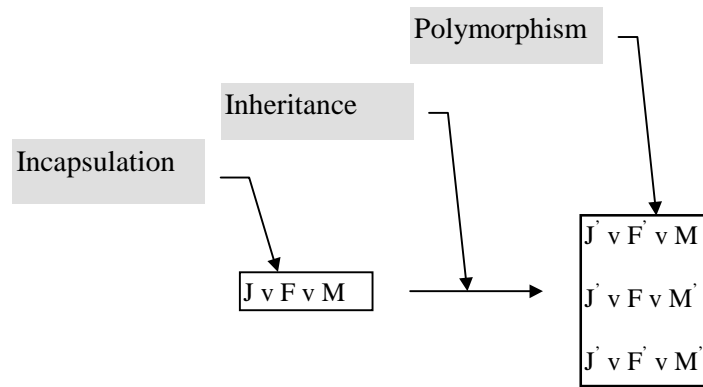 Polymorphism
Inheritance
Incapsulation
J v F v M
J' v F' v M
J' v F v M'
J' v F' v M'